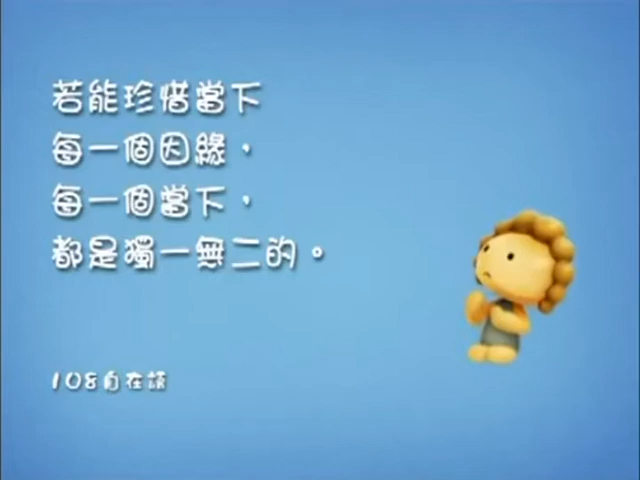 若能珍惜當下
每一個因緣，
每一個當下，
都是獨一無二的。
108自在語